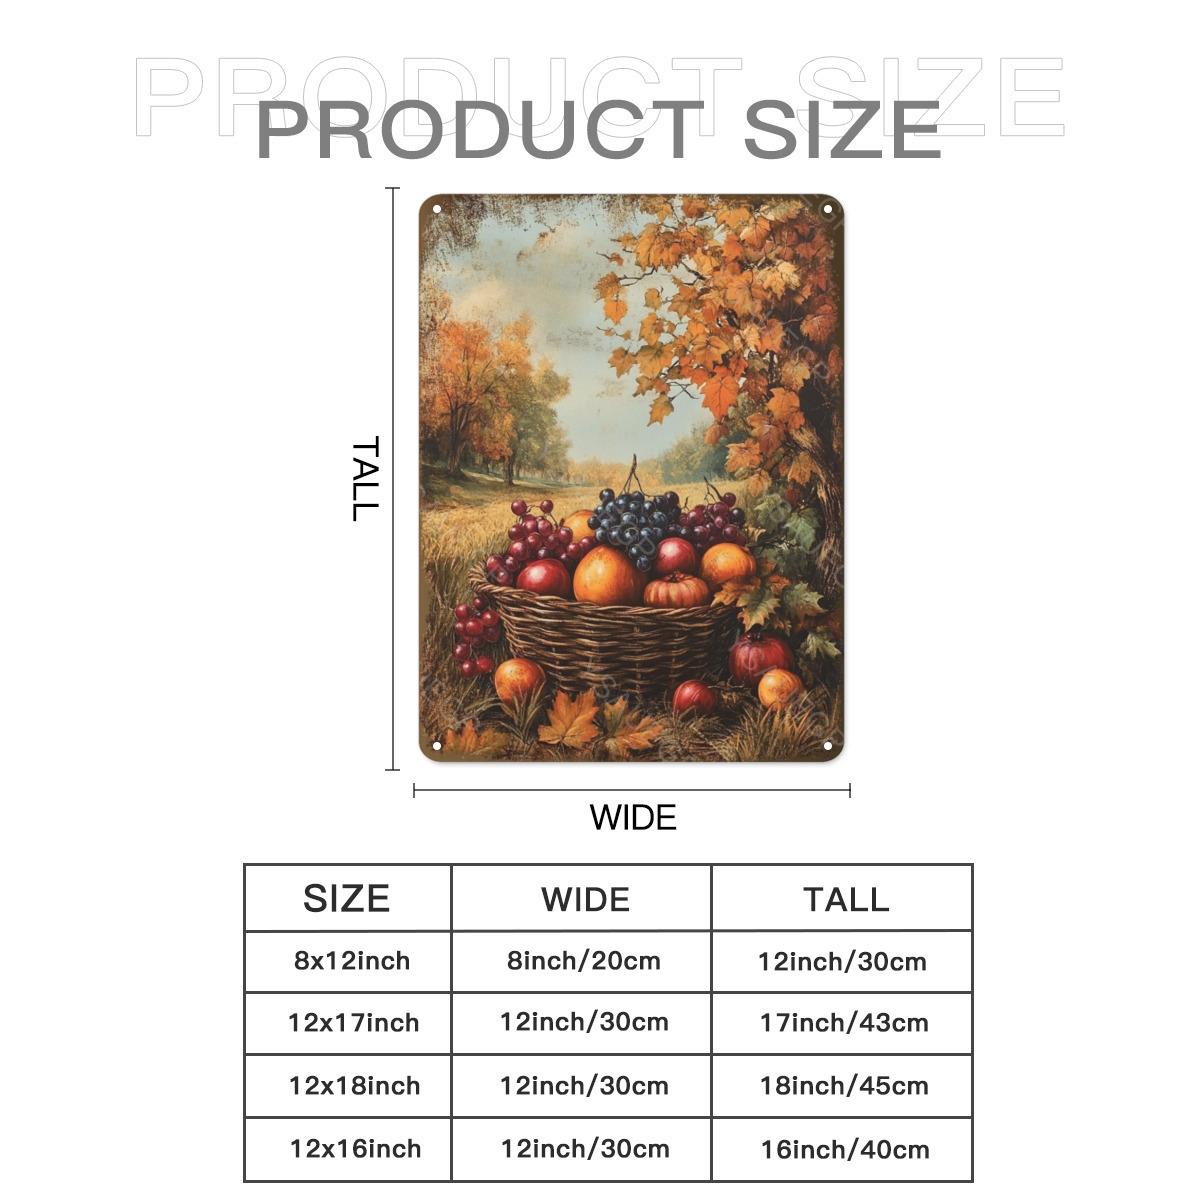 PRODUCT SIZE
PRODUCT SIZE
TALL
WIDE
SIZE WIDE TALL
8x12inch 8inch/20cm 12inch/30cm
12x17inch 12inch/30cm 17inch/43cm
12x18inch 12inch/30cm 18inch/45cm
12x16inch 12inch/30cm 16inch/40cm